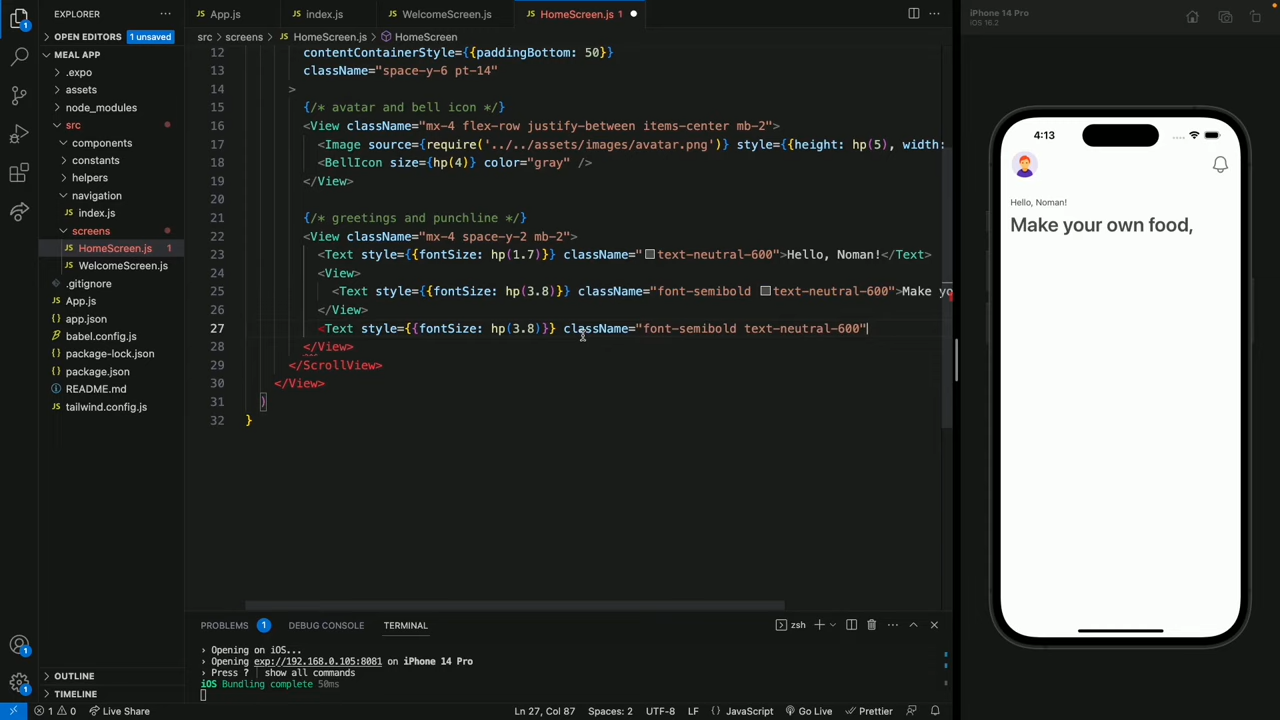 EXPLORER
OPEN EDITORS 1 unsaved
MEAL APP
.expo
assets
node_modules
src
components
constants
helpers
navigation
index.js
screens
HomeScreen.js 1
WelcomeScreen.js
.gitignore
App.js
app.json
babel.config.js
package-lock.json
package.json
README.md
tailwind.config.js
OUTLINE
TIMELINE
App.js index.js WelcomeScreen.js HomeScreen.js 1
src > screens > HomeScreen.js > HomeScreen
12 contentContainerStyle={{paddingBottom: 50}}
13 className="space-y-6 pt-14"
14 >
15 {/* avatar and bell icon */}
16 <View className="mx-4 flex-row justify-between items-center mb-2">
17 <Image source={require('../../assets/images/avatar.png')} style={{height: hp(5), width:
18 <BellIcon size={hp(4)} color="gray" />
19 </View>
20
21 {/* greetings and punchline */}
22 <View className="mx-4 space-y-2 mb-2">
23 <Text style={{fontSize: hp(1.7)}} className="text-neutral-600">Hello, Noman!</Text>
24 <View>
25 <Text style={{fontSize: hp(3.8)}} className="font-semibold text-neutral-600">Make yo
26 </View>
27 <Text style={{fontSize: hp(3.8)}} className="font-semibold text-neutral-600"
28 </View>
29 </ScrollView>
30 </View>
31 )
32 }
PROBLEMS 1 DEBUG CONSOLE TERMINAL zsh
› Opening on iOS...
› Opening exp://192.168.0.105:8081 on iPhone 14 Pro
› Press ? | show all commands
iOS Bundling complete 50ms
1 0 Live Share Ln 27, Col 87 Spaces: 2 UTF-8 LF {} JavaScript Go Live Prettier
iPhone 14 Pro
iOS 16.2
4:13
Hello, Noman!
Make your own food,